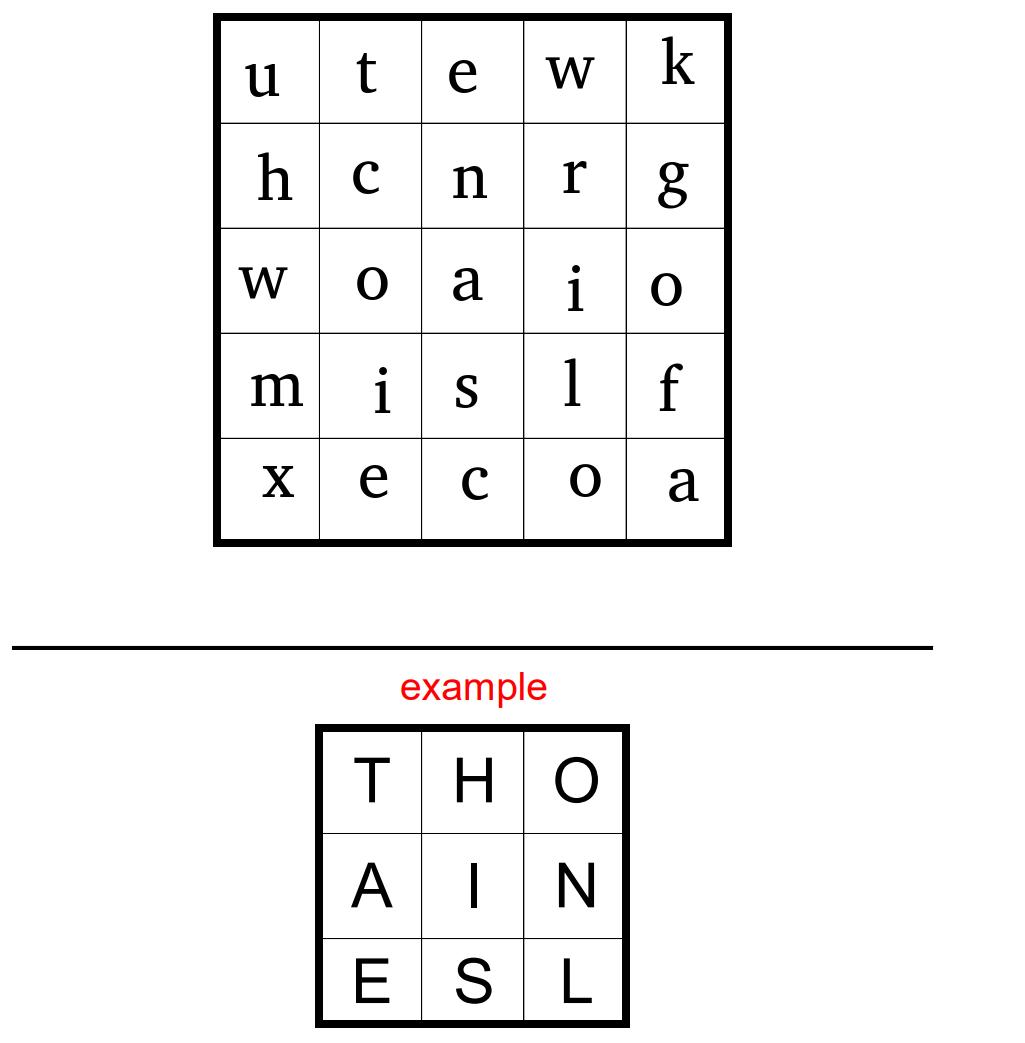 u t e w k
h c n r g
w o a i o
m i s l f
x e c o a
example
T H O
A I N
E S L